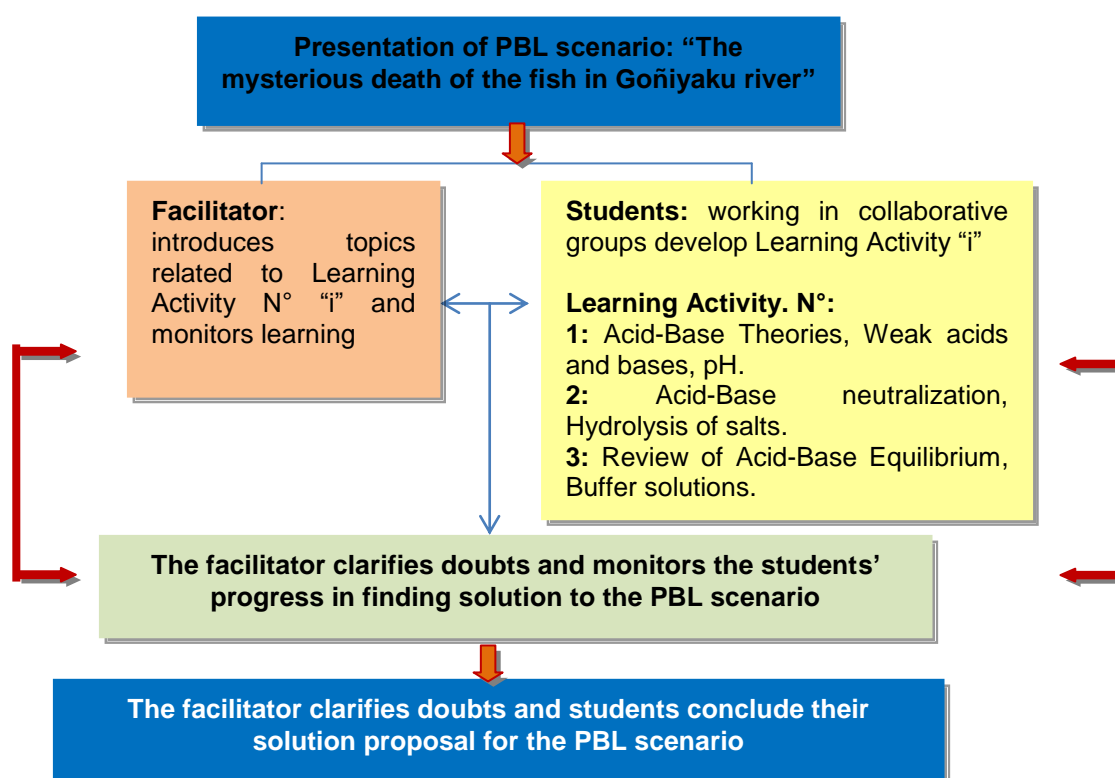 Presentation of PBL scenario: “The
mysterious death of the fish in Goñiyaku river”
Facilitator:
introduces topics
related to Learning
Activity N° “i” and
monitors learning
Students: working in collaborative
groups develop Learning Activity “i”
Learning Activity. N°:
1: Acid-Base Theories, Weak acids
and bases, pH.
2: Acid-Base neutralization,
Hydrolysis of salts.
3: Review of Acid-Base Equilibrium,
Buffer solutions.
The facilitator clarifies doubts and monitors the students’
progress in finding solution to the PBL scenario
The facilitator clarifies doubts and students conclude their
solution proposal for the PBL scenario